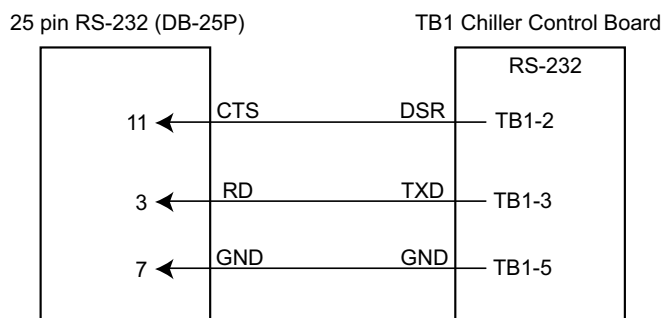 25 pin RS-232 (DB-25P) TB1 Chiller Control Board
RS-232
11 CTS DSR TB1-2
3 RD TXD TB1-3
7 GND GND TB1-5